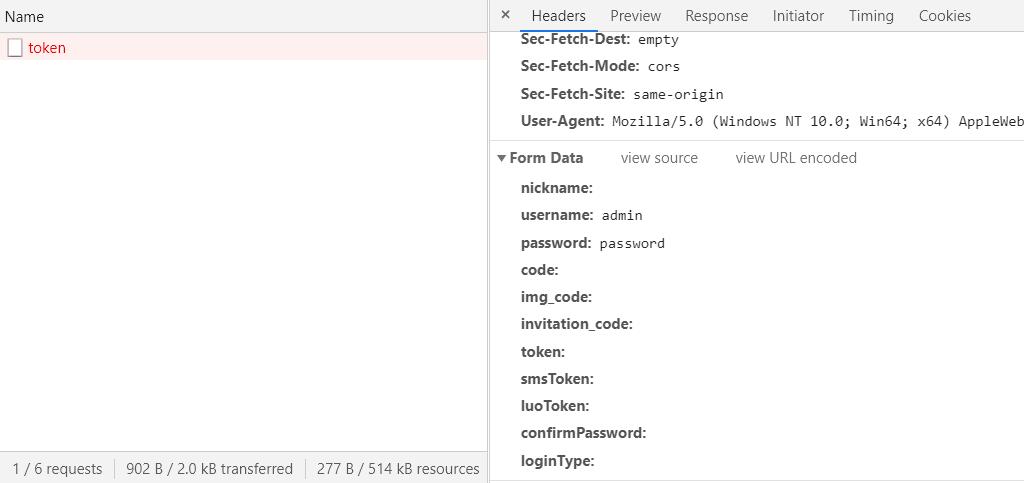 Name
token
1 / 6 requests 902 B / 2.0 kB transferred 277 B / 514 kB resources
× Headers Preview Response Initiator Timing Cookies
Sec-Fetch-Dest: empty
Sec-Fetch-Mode: cors
Sec-Fetch-Site: same-origin
User-Agent: Mozilla/5.0 (Windows NT 10.0; Win64; x64) AppleWeb
Form Data view source view URL encoded
nickname:
username: admin
password: password
code:
img_code:
invitation_code:
token:
smsToken:
luoToken:
confirmPassword:
loginType: